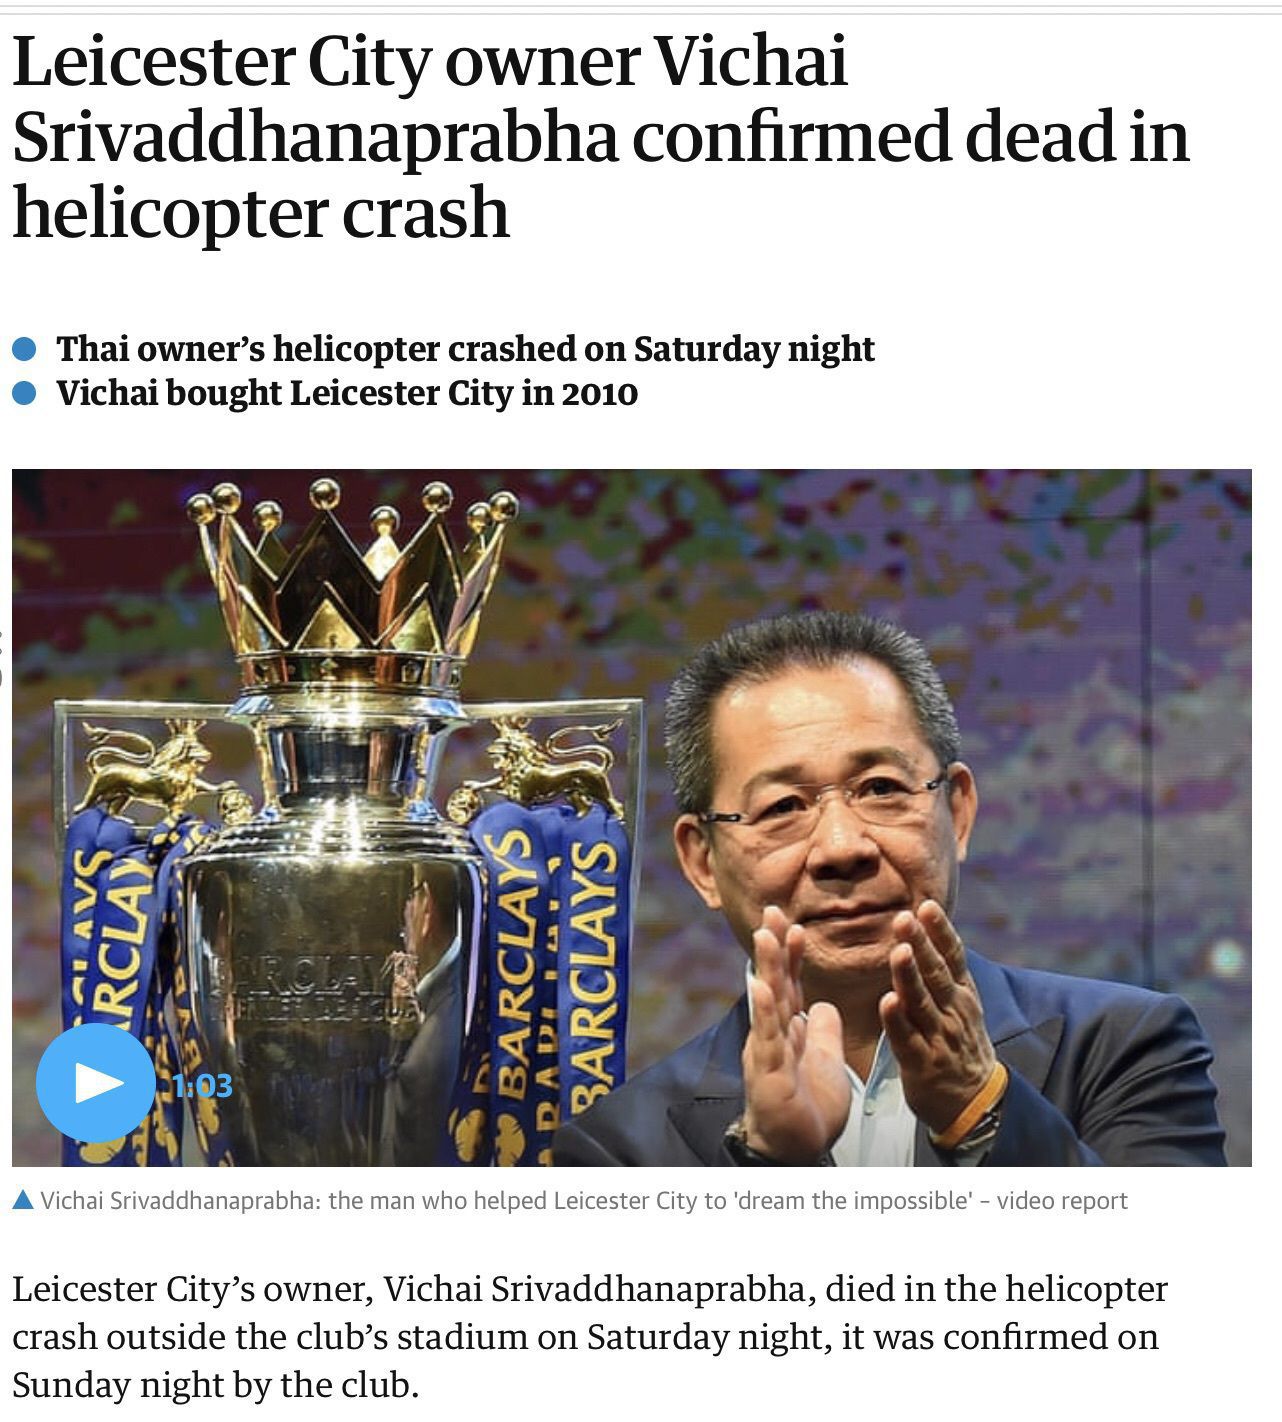 Leicester City owner Vichai
Srivaddhanaprabha confirmed dead in
helicopter crash
Thai owner’s helicopter crashed on Saturday night
Vichai bought Leicester City in 2010
BARCLAYS
BARCLAYS
BARCLAYS
1:03
Vichai Srivaddhanaprabha: the man who helped Leicester City to 'dream the impossible' – video report
Leicester City’s owner, Vichai Srivaddhanaprabha, died in the helicopter
crash outside the club’s stadium on Saturday night, it was confirmed on
Sunday night by the club.